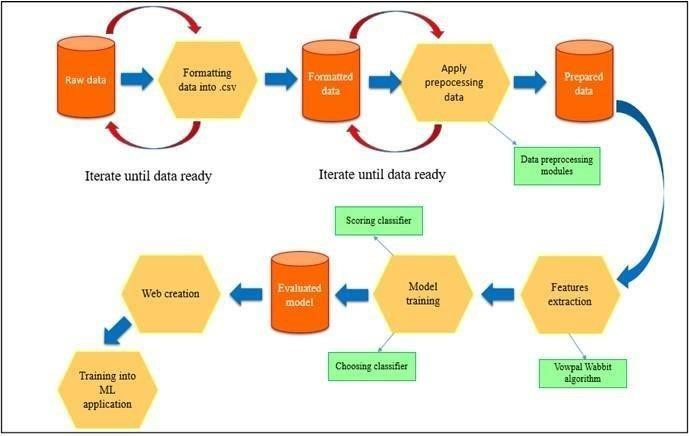 Raw data
Formatting
data into .csv
Formatted
data
Apply
prepocessing
data
Prepared
data
Iterate until data ready
Iterate until data ready
Data preprocessing
modules
Scoring classifier
Features
extraction
Model
training
Evaluated
model
Web creation
Choosing classifier
Vowpal Wabbit
algorithm
Training into
ML
application